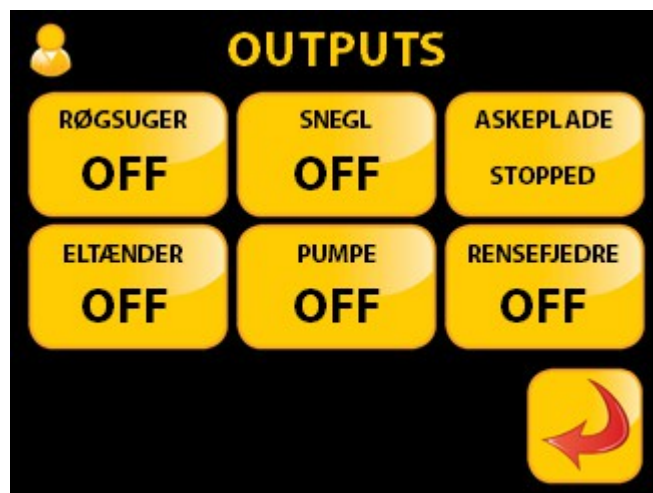 OUTPUTS
RØGSUGER
OFF
SNEGL
OFF
ASKEPLADE
STOPPED
ELTÆNDER
OFF
PUMPE
OFF
RENSEFJEDRE
OFF